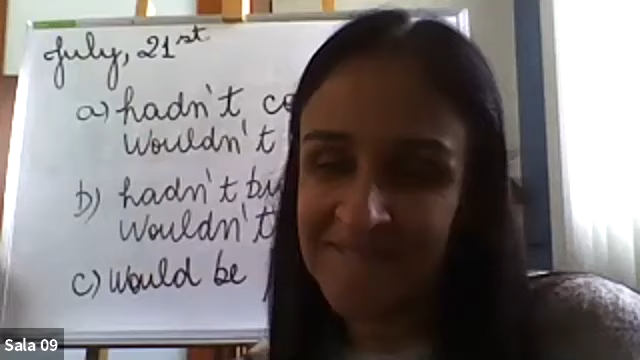 July, 21st
a) hadn't
wouldn't
b) hadn't
wouldn't
c) would be
Sala 09